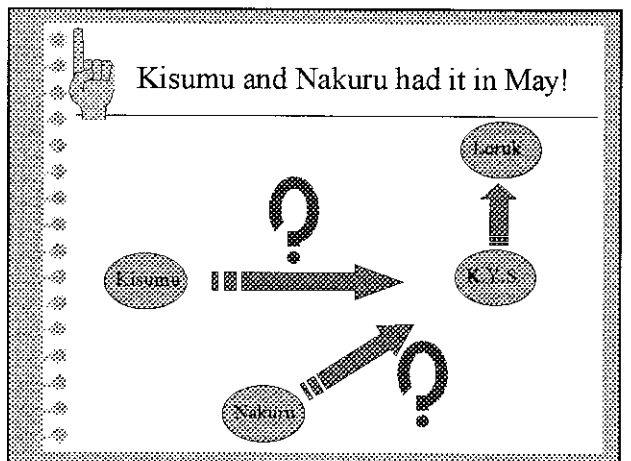 Kisumu and Nakuru had it in May!
Loruk
?
Kisumu
K.Y.S.
Nakuru
?